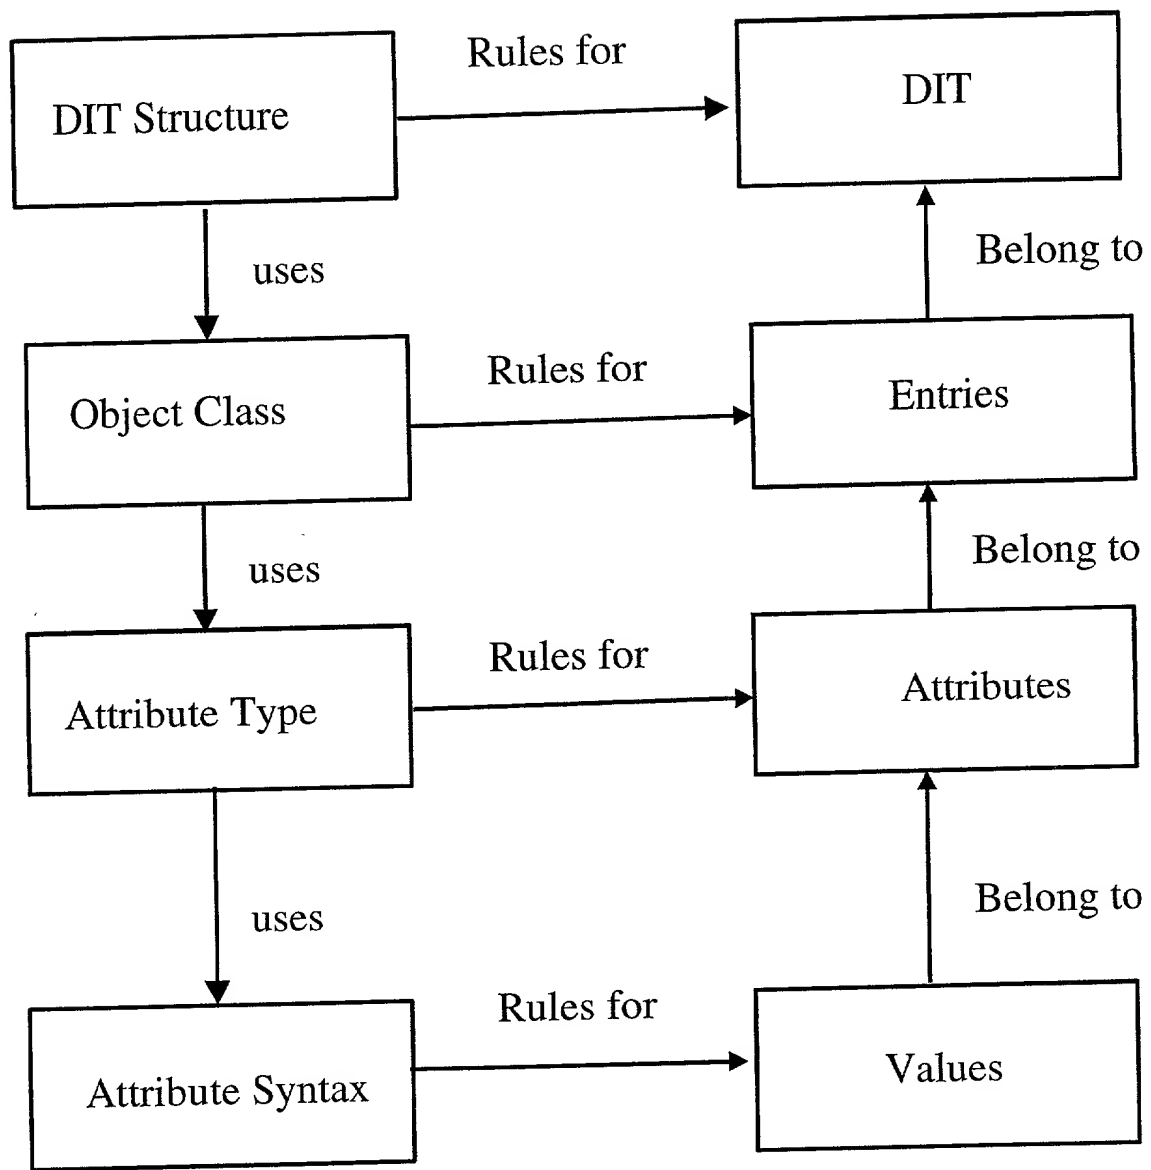 DIT Structure
Rules for
DIT
uses
Belong to
Object Class
Rules for
Entries
uses
Belong to
Attribute Type
Rules for
Attributes
uses
Belong to
Attribute Syntax
Rules for
Values